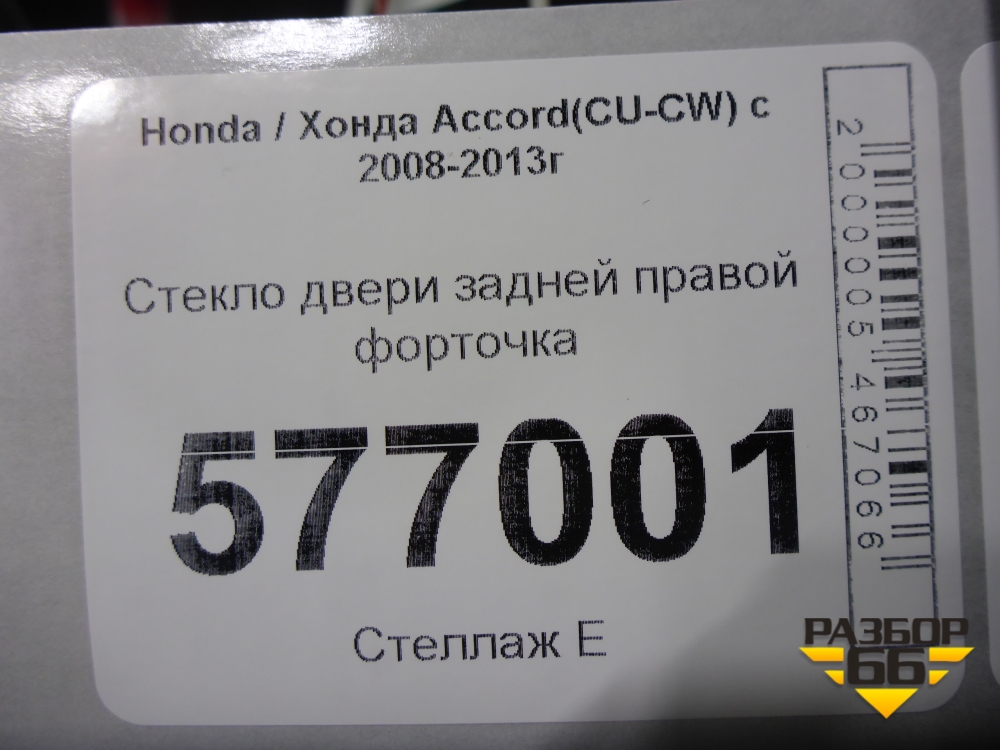 Honda / Хонда Accord(CU-CW) с
2008-2013г
Стекло двери задней правой
форточка
577001
Стеллаж Е
2000005467066
РАЗБОР
66